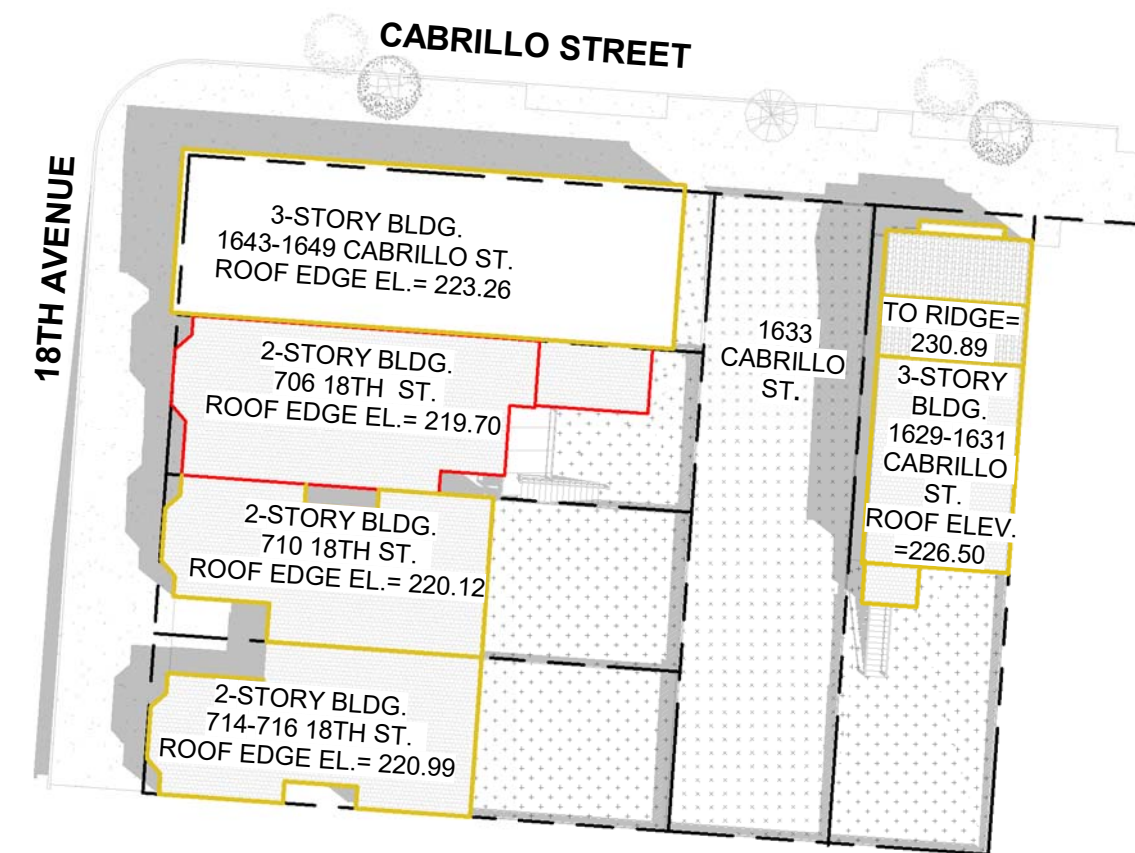 CABRILLO STREET
18TH AVENUE
3-STORY BLDG.
1643-1649 CABRILLO ST.
ROOF EDGE EL.= 223.26
2-STORY BLDG.
706 18TH ST.
ROOF EDGE EL.= 219.70
2-STORY BLDG.
710 18TH ST.
ROOF EDGE EL.= 220.12
2-STORY BLDG.
714-716 18TH ST.
ROOF EDGE EL.= 220.99
1633
CABRILLO
ST.
TO RIDGE=
230.89
3-STORY
BLDG.
1629-1631
CABRILLO
ST.
ROOF ELEV.
=226.50